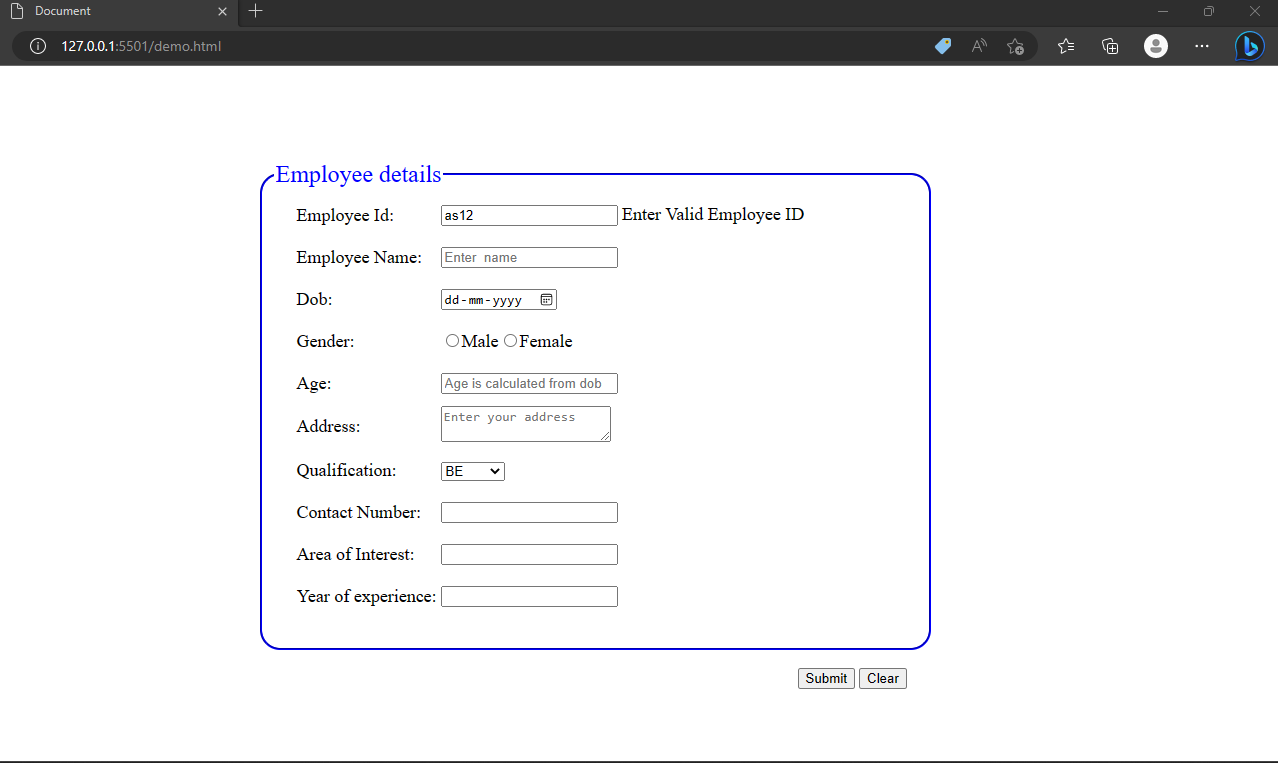 Document
127.0.0.1:5501/demo.html
Employee details
Employee Id: as12 Enter Valid Employee ID
Employee Name: Enter name
Dob: dd-mm-yyyy
Gender: Male Female
Age: Age is calculated from dob
Address: Enter your address
Qualification: BE
Contact Number:
Area of Interest:
Year of experience:
Submit Clear